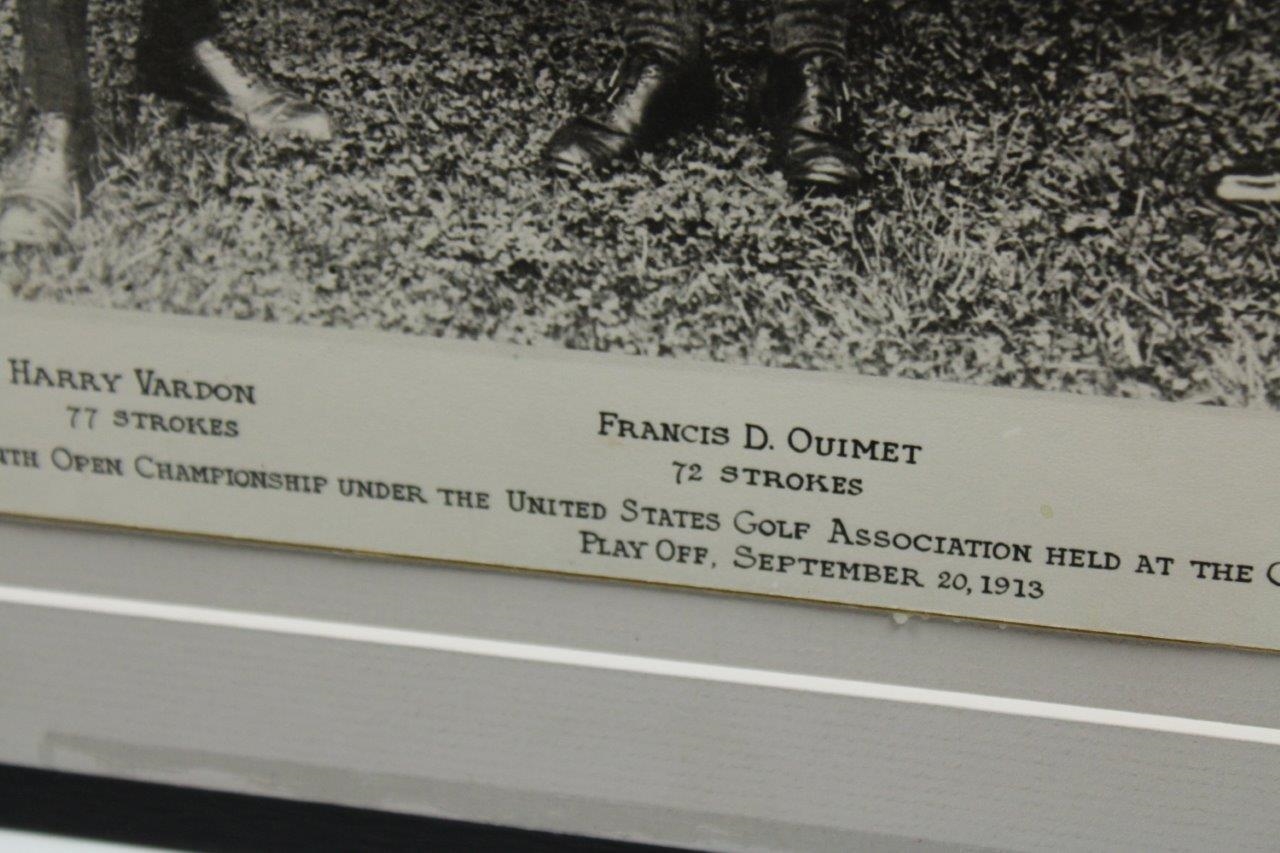 HARRY VARDON
77 STROKES
FRANCIS D. OUIMET
72 STROKES
OPEN CHAMPIONSHIP UNDER THE UNITED STATES GOLF ASSOCIATION HELD AT THE
PLAY OFF, SEPTEMBER 20, 1913